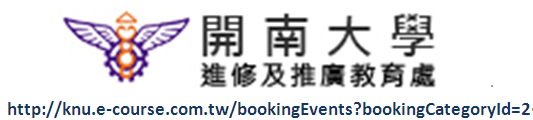 開南大學
進修及推廣教育處
http://knu.e-course.com.tw/bookingEvents?bookingCategoryId=2